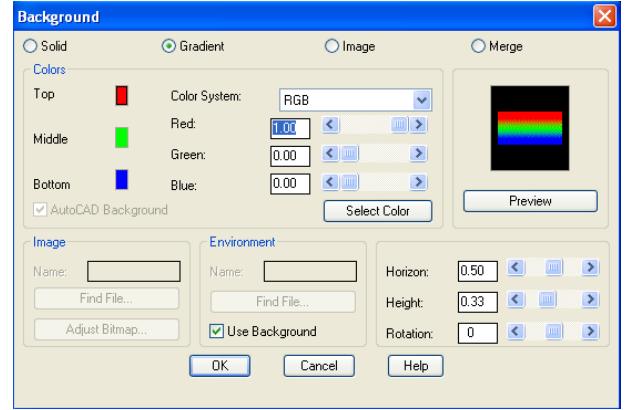 Background
Solid Gradient Image Merge
Colors
Top Color System: RGB
Red: 1.00
Middle
Green: 0.00
Bottom Blue: 0.00
AutoCAD Background Select Color
Preview
Image Environment
Name: Name: Horizon: 0.50
Find File... Find File... Height: 0.33
Adjust Bitmap... Use Background Rotation: 0
OK Cancel Help